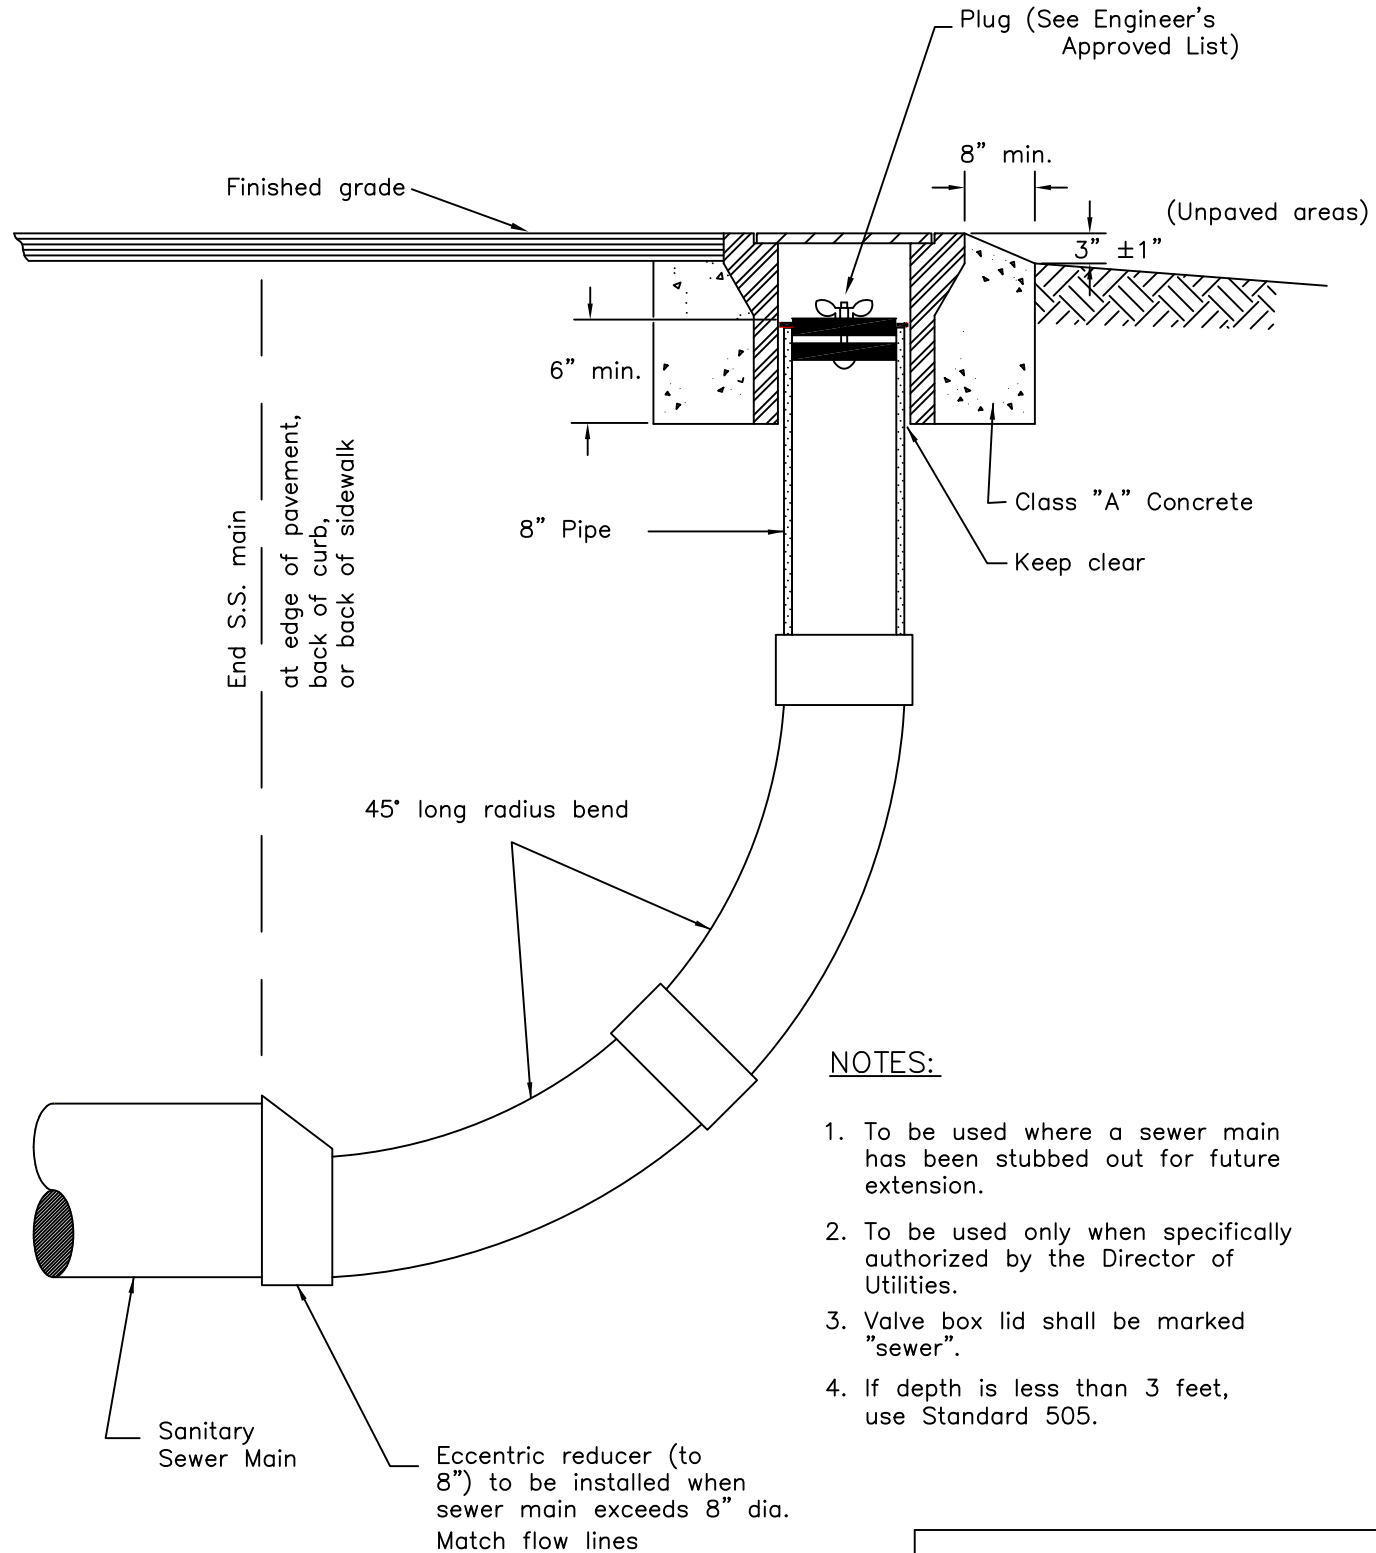 Plug (See Engineer's
Approved List)
8" min.
Finished grade
(Unpaved areas)
3" ±1"
6" min.
End S.S. main
at edge of pavement,
back of curb,
or back of sidewalk
Class "A" Concrete
8" Pipe
Keep clear
45° long radius bend
NOTES:
1. To be used where a sewer main
has been stubbed out for future
extension.
2. To be used only when specifically
authorized by the Director of
Utilities.
3. Valve box lid shall be marked
"sewer".
4. If depth is less than 3 feet,
use Standard 505.
Sanitary
Sewer Main
Eccentric reducer (to
8") to be installed when
sewer main exceeds 8" dia.
Match flow lines